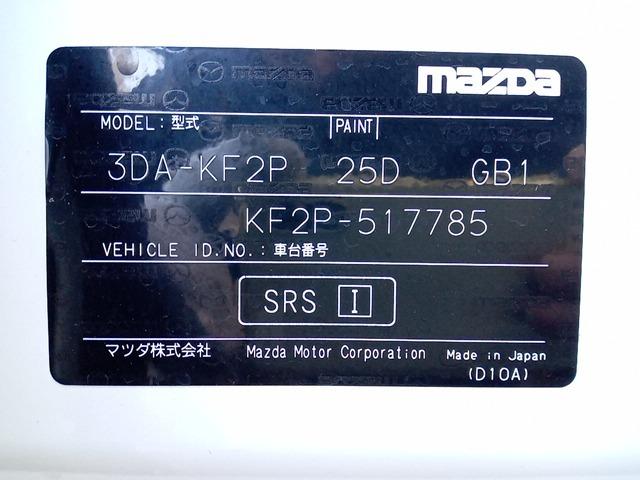 mazda
MODEL: 型式 PAINT
3DA-KF2P 25D GB1
KF2P-517785
VEHICLE ID.NO.: 車台番号
SRS I
マツダ株式会社 Mazda Motor Corporation Made in Japan
(D10A)